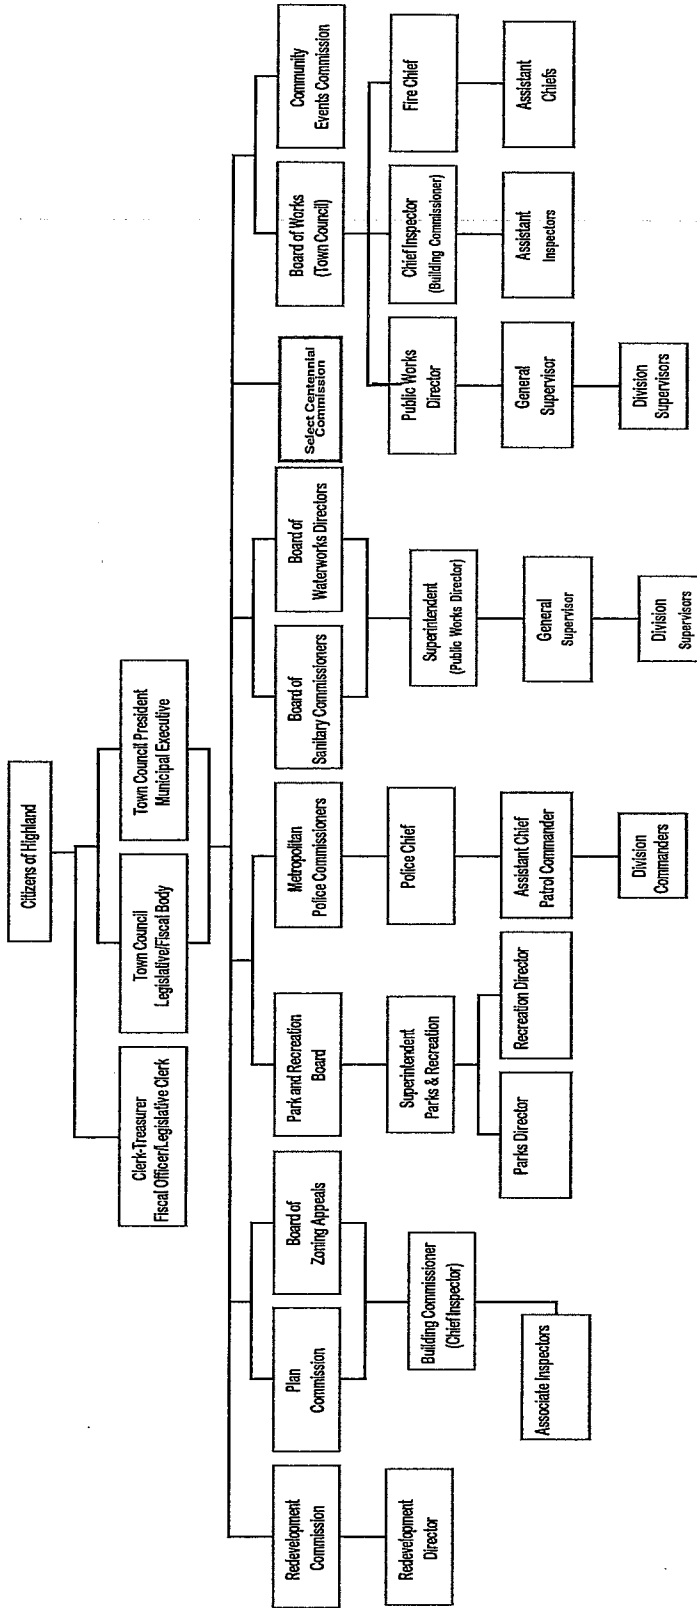 Citizens of Highland
Clerk-Treasurer
Fiscal Officer/Legislative Clerk
Town Council
Legislative/Fiscal Body
Town Council President
Municipal Executive
Redevelopment
Commission
Plan
Commission
Board of
Zoning Appeals
Park and Recreation
Board
Metropolitan
Police Commissioners
Board of
Sanitary Commissioners
Board of
Waterworks Directors
Select Centennial
Commission
Board of Works
(Town Council)
Community
Events Commission
Redevelopment
Director
Building Commissioner
(Chief Inspector)
Superintendent
Parks & Recreation
Police Chief
Superintendent
(Public Works Director)
Public Works
Director
Chief Inspector
(Building Commissioner)
Fire Chief
Associate Inspectors
Parks Director
Recreation Director
Assistant Chief
Patrol Commander
General
Supervisor
General
Supervisor
Assistant
Inspectors
Assistant
Chiefs
Division
Commanders
Division
Supervisors
Division
Supervisors